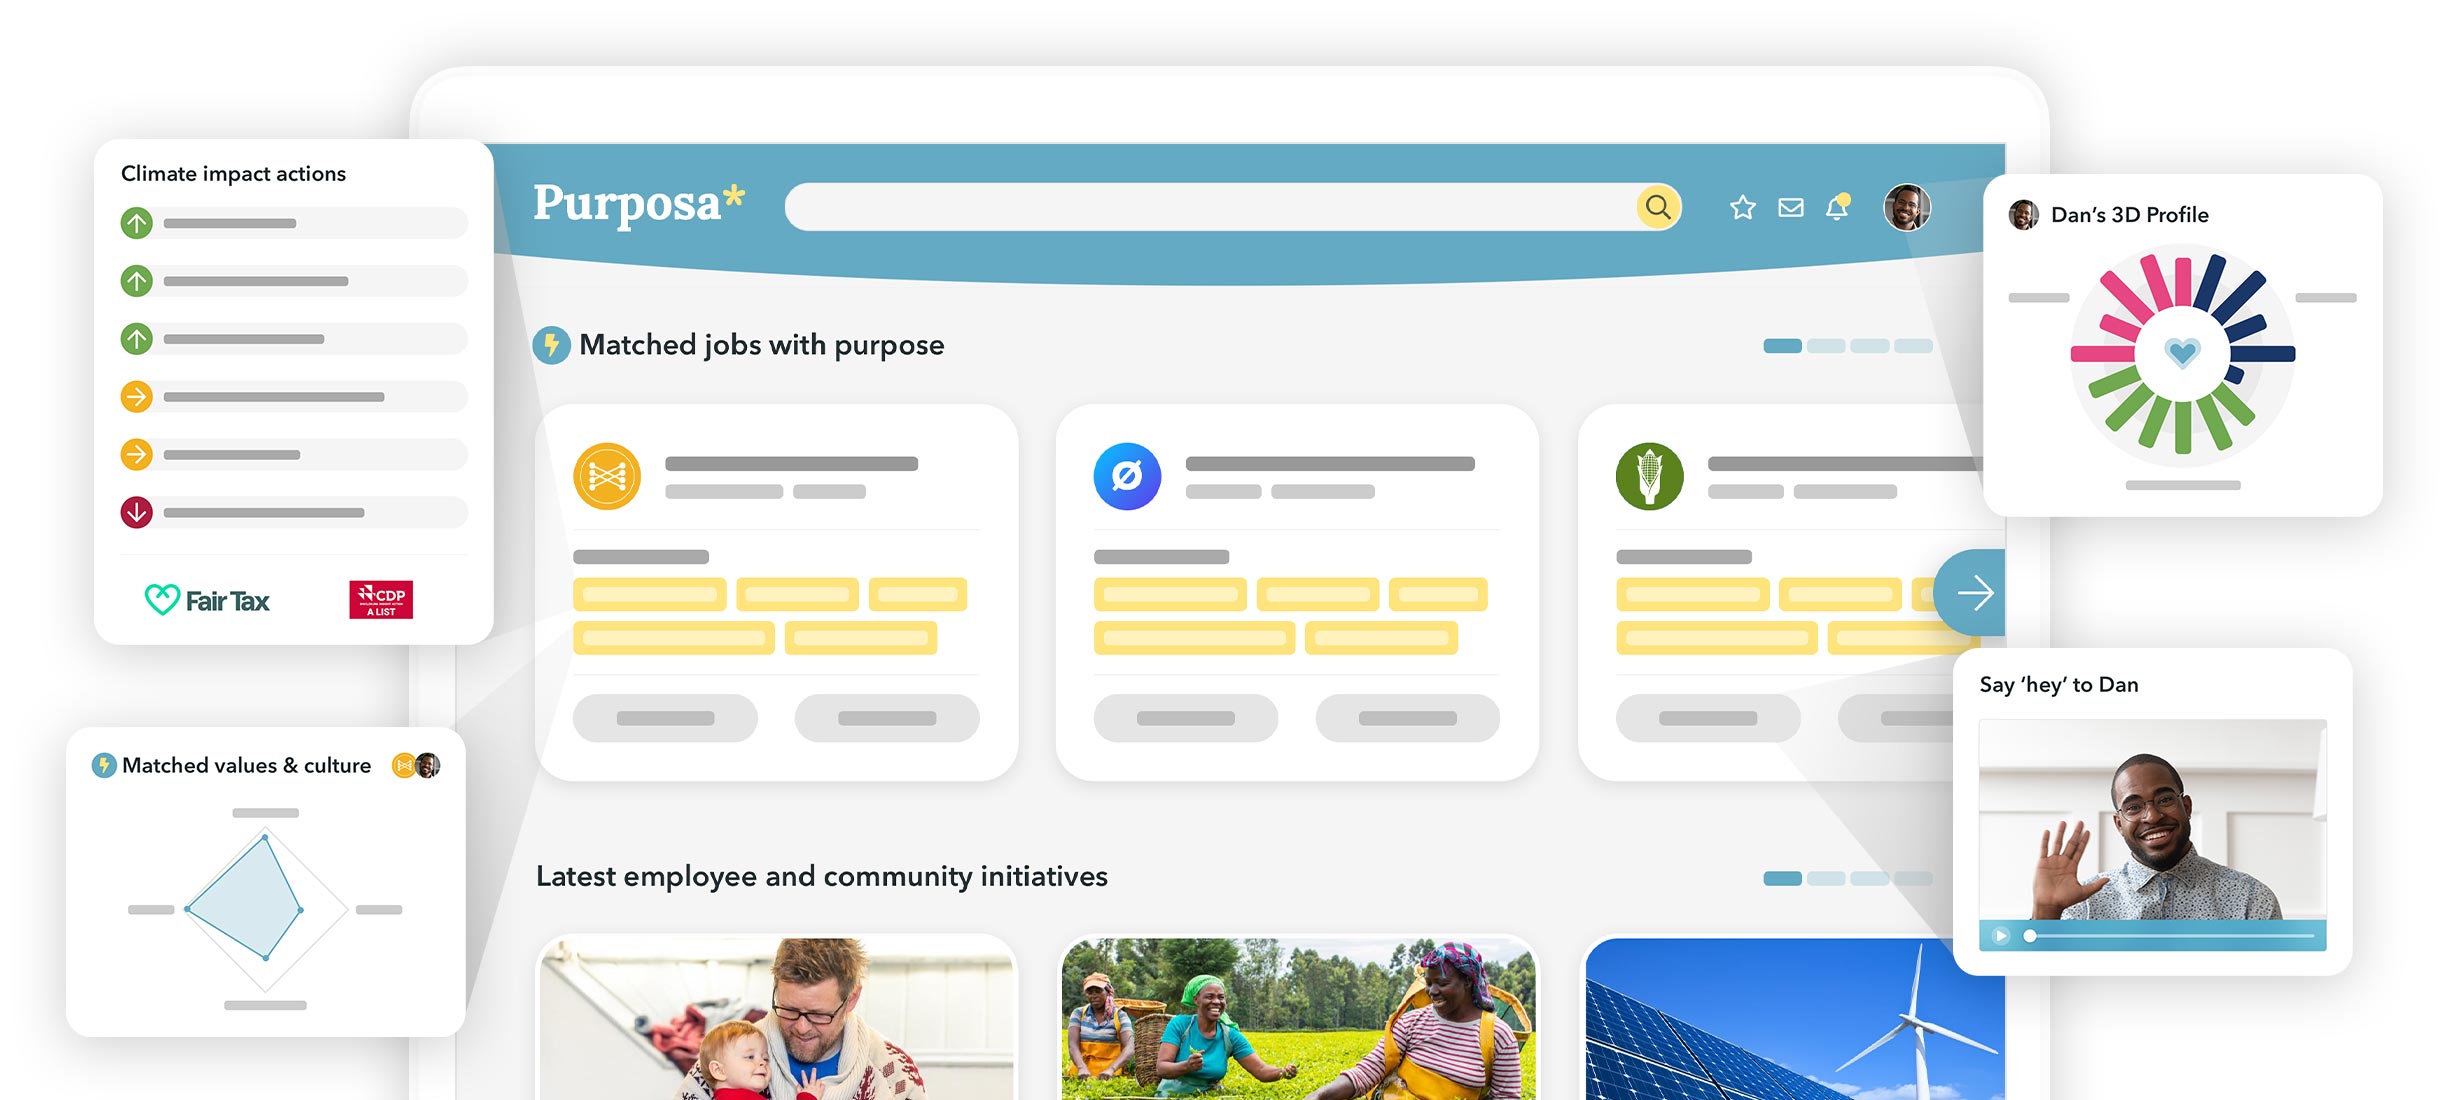 Climate impact actions
Fair Tax
CDP
A LIST
Matched values & culture
Purposa*
Matched jobs with purpose
Latest employee and community initiatives
Dan's 3D Profile
Say ‘hey’ to Dan